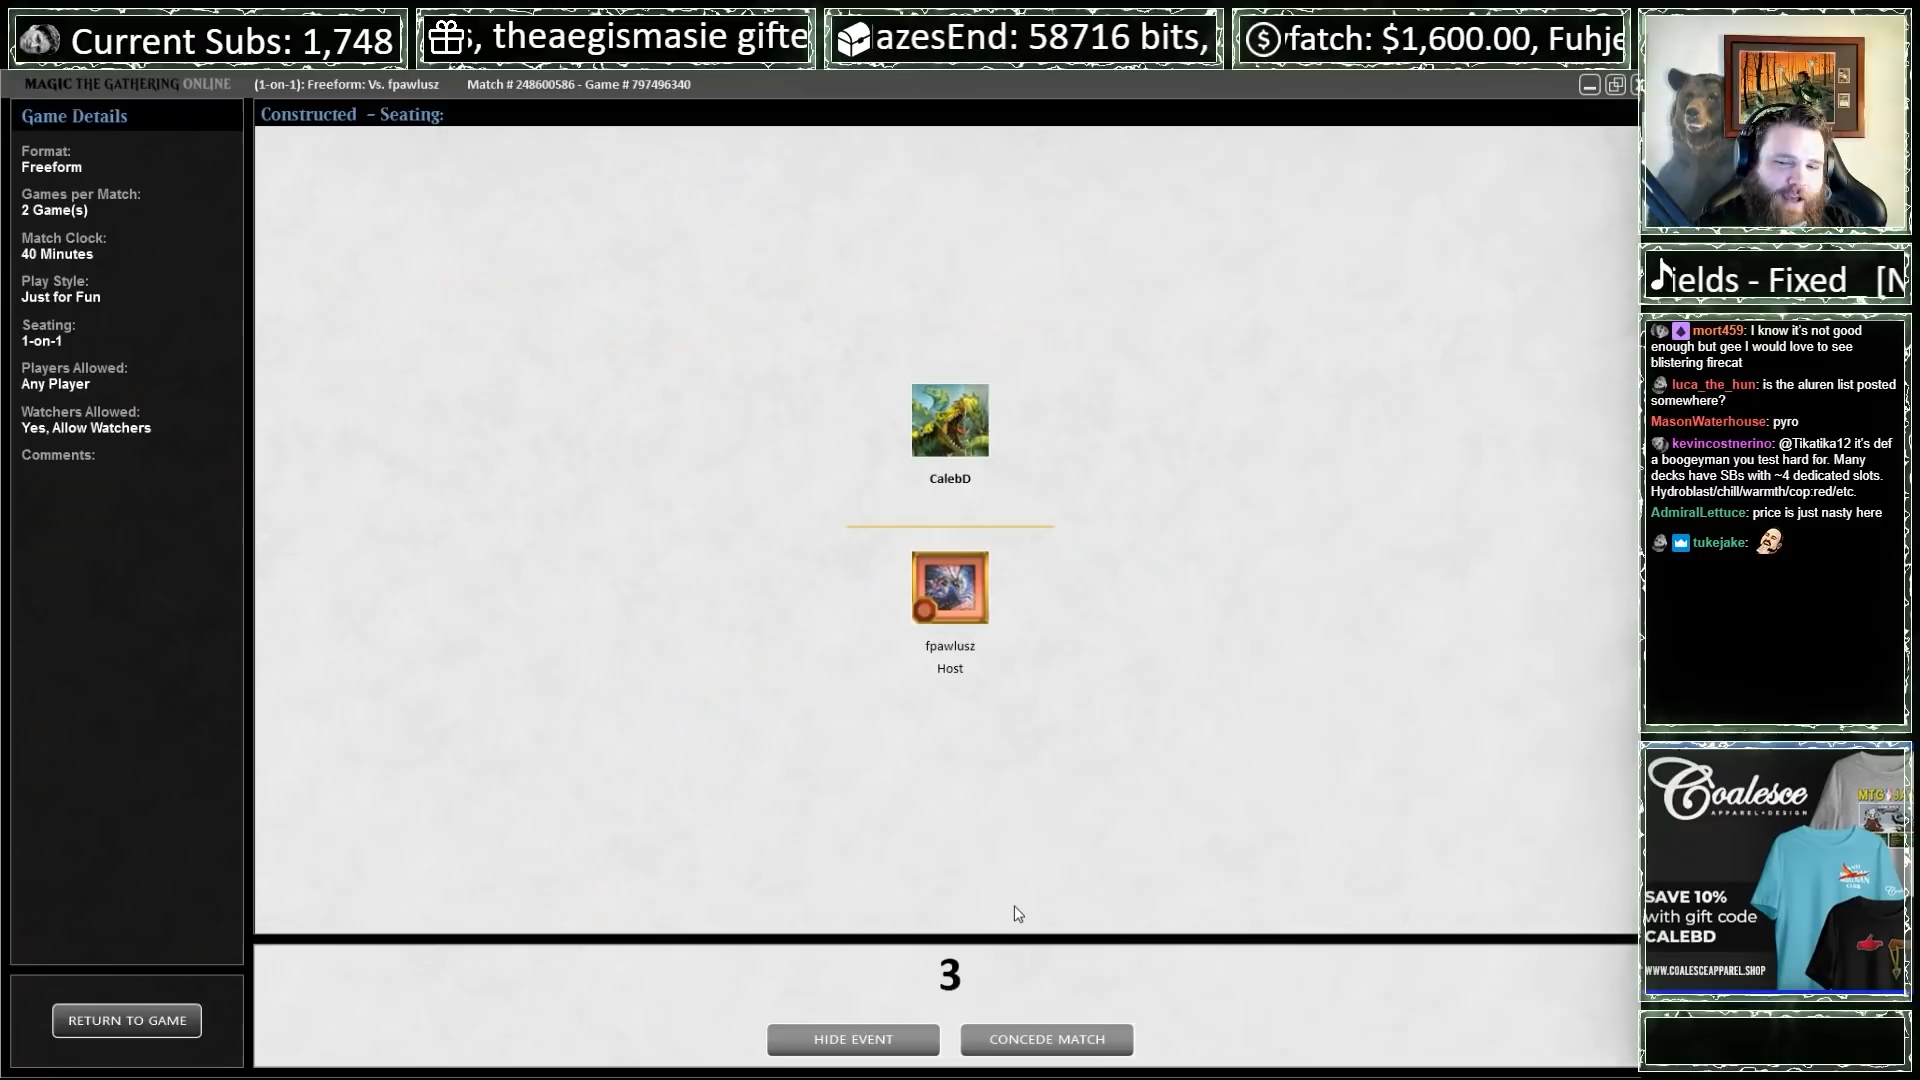 Current Subs: 1,748
, theaegismasie gifte
azesEnd: 58716 bits,
fatch: $1,600.00, Fuhje
MAGIC THE GATHERING ONLINE
(1-on-1): Freeform: Vs. fpawlusz
Match # 248600586 - Game # 797496340
Game Details
Format:
Freeform
Games per Match:
2 Game(s)
Match Clock:
40 Minutes
Play Style:
Just for Fun
Seating:
1-on-1
Players Allowed:
Any Player
Watchers Allowed:
Yes, Allow Watchers
Comments:
RETURN TO GAME
Constructed - Seating:
CalebD
fpawlusz
Host
3
HIDE EVENT
CONCEDE MATCH
ields - Fixed [N
mort459: I know it's not good
enough but gee I would love to see
blistering firecat
luca_the_hun: is the aluren list posted
somewhere?
MasonWaterhouse: pyro
kevincostnerino: @Tikatika12 it's def
a boogeyman you test hard for. Many
decks have SBs with ~4 dedicated slots.
Hydroblast/chill/warmth/cop:red/etc.
AdmiralLettuce: price is just nasty here
tukejake:
Coalesce
APPAREL+DESIGN
SAVE 10%
with gift code
CALEBD
WWW.COALESCEAPPAREL.SHOP